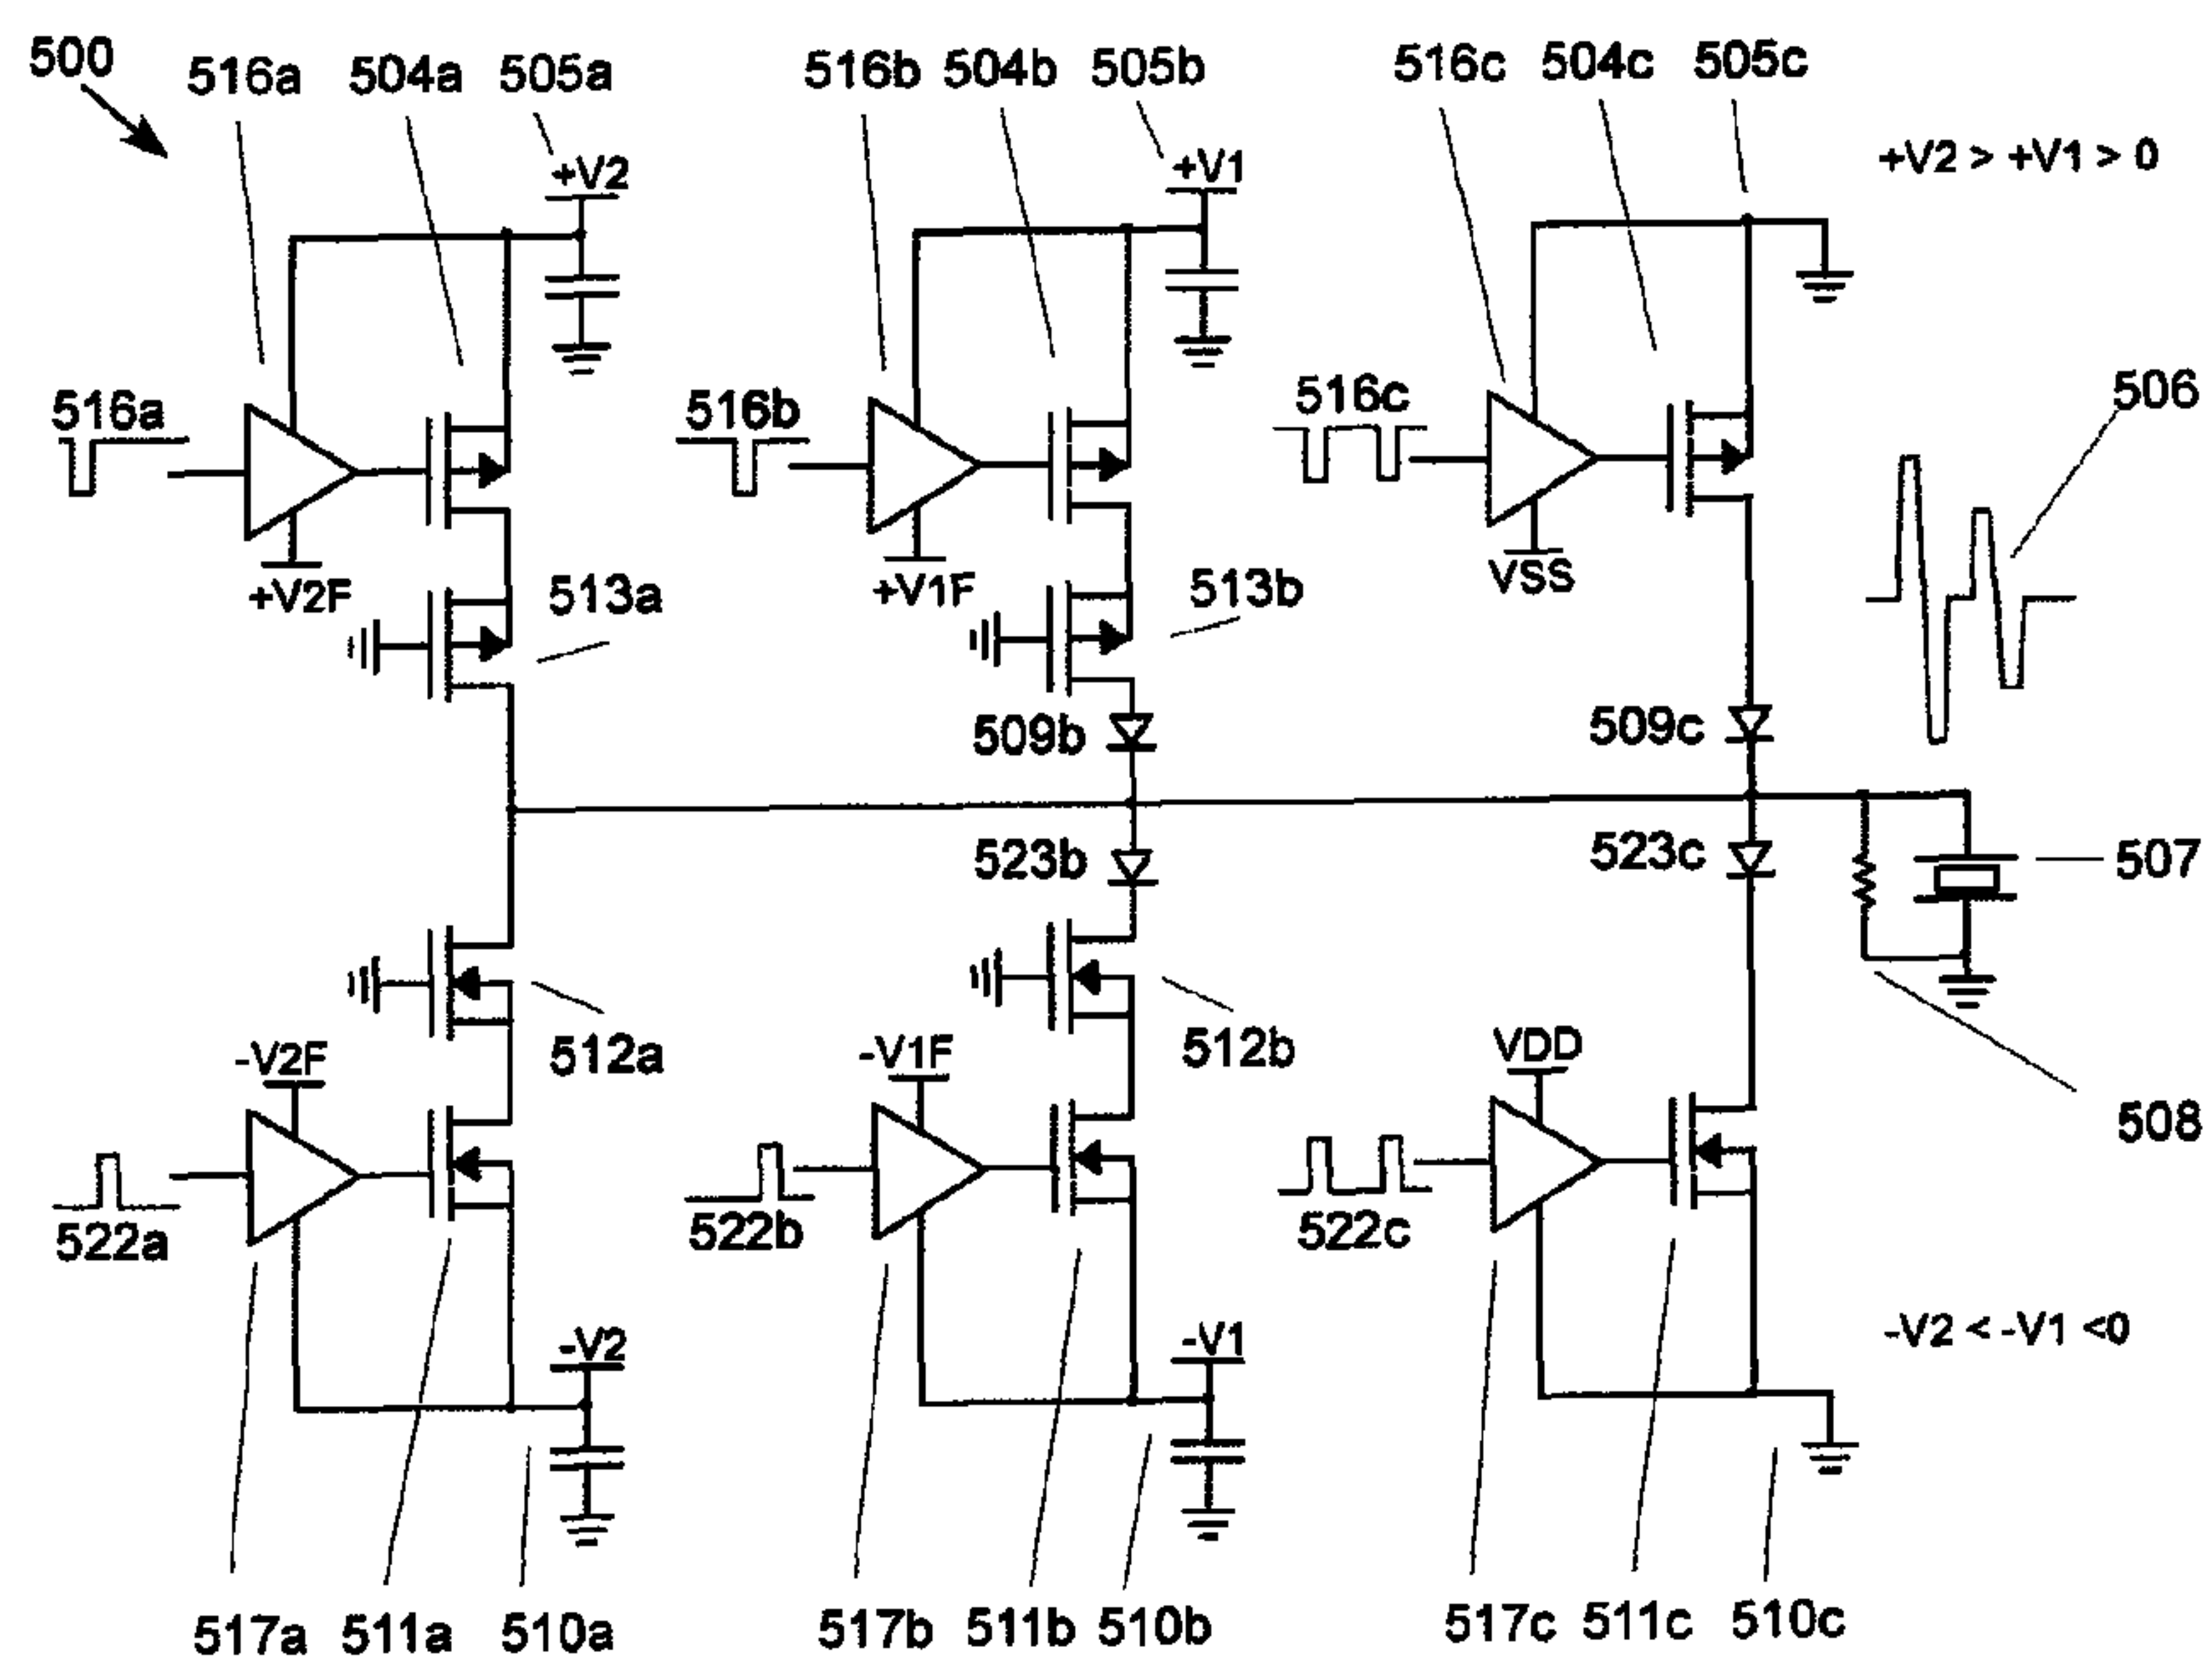 500
516a 504a 505a
516b 504b 505b
516c 504c 505c
+V2
+V1
+V2 > +V1 > 0
516a
516b
516c
506
+V2F
513a
+V1F
513b
VSS
509b
509c
523b
523c
507
-V2F
512a
-V1F
512b
VDD
508
522a
522b
522c
-V2
-V1
-V2 < -V1 <0
517a 511a 510a
517b 511b 510b
517c 511c 510c